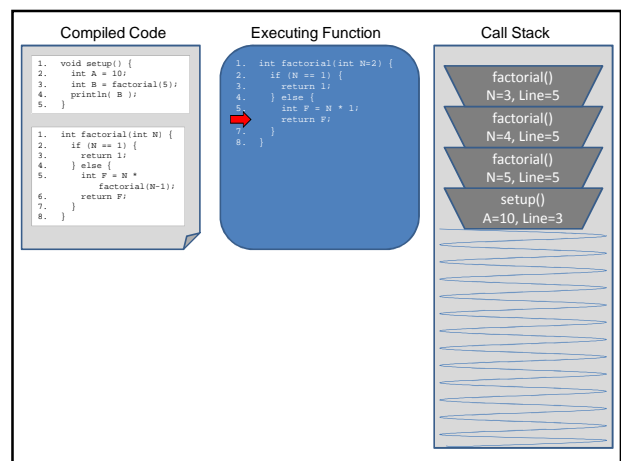 Compiled Code
1. void setup() {
2. int A = 10;
3. int B = factorial(5);
4. println( B );
5. }
1. int factorial(int N) {
2. if (N == 1) {
3. return 1;
4. } else {
5. int F = N *
factorial(N-1);
6. return F;
7. }
8. }
Executing Function
1. int factorial(int N=2) {
2. if (N == 1) {
3. return 1;
4. } else {
5. int F = N * 1;
6. return F;
7. }
8. }
Call Stack
factorial()
N=3, Line=5
factorial()
N=4, Line=5
factorial()
N=5, Line=5
setup()
A=10, Line=3